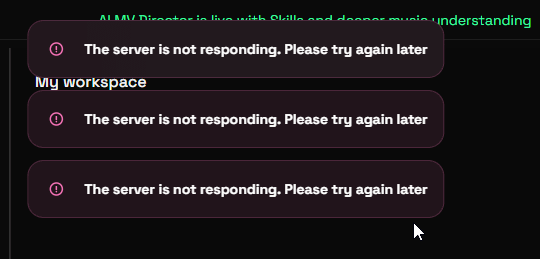 AI MV Director is live with Skills and deeper music understanding
The server is not responding. Please try again later
My workspace
The server is not responding. Please try again later
The server is not responding. Please try again later